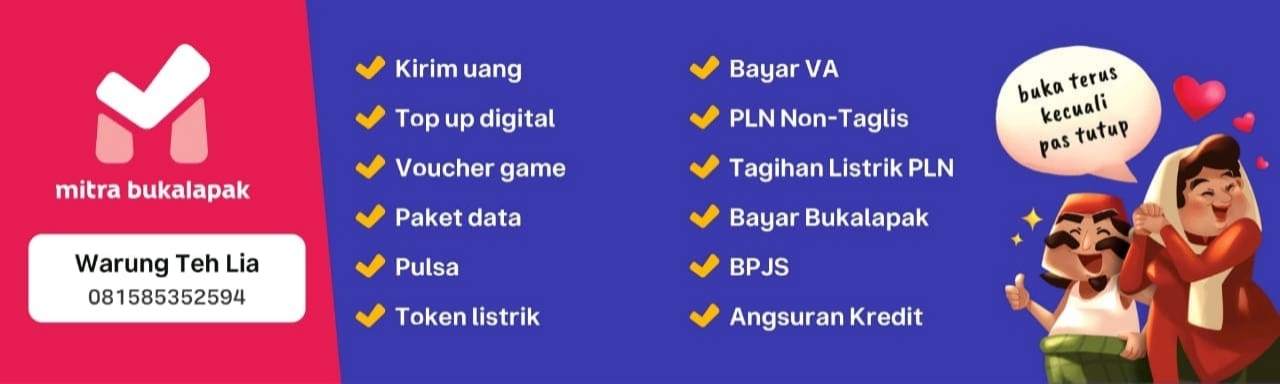 mitra bukalapak
Warung Teh Lia
081585352594
Kirim uang
Top up digital
Voucher game
Paket data
Pulsa
Token listrik
Bayar VA
PLN Non-Taglis
Tagihan Listrik PLN
Bayar Bukalapak
BPJS
Angsuran Kredit
buka terus
kecuali
pas tutup